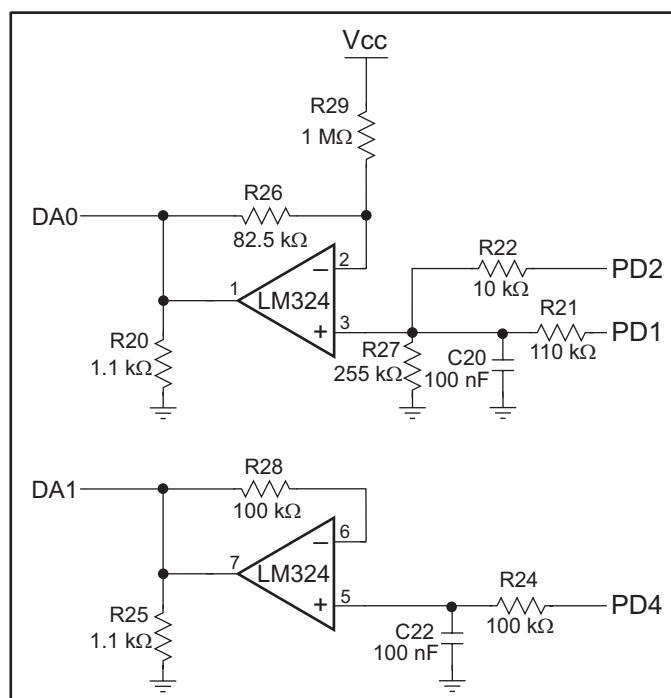 Vcc
R29
1 MΩ
R26
DA0
82.5 kΩ
2
–
R22
PD2
10 kΩ
1
LM324
R21
+
3
PD1
R20
1.1 kΩ
R27
255 kΩ
C20
100 nF
110 kΩ
R28
DA1
100 kΩ
6
–
7
LM324
R24
+
5
PD4
R25
1.1 kΩ
C22
100 nF
100 kΩ